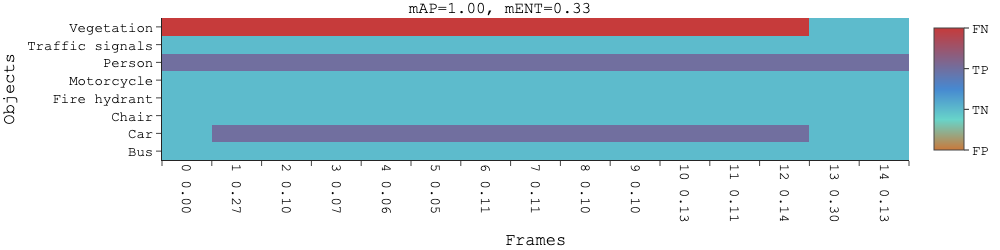 mAP=1.00, mENT=0.33
Objects
Vegetation
Traffic signals
Person
Motorcycle
Fire hydrant
Chair
Car
Bus
FN
TP
TN
FP
0 0.00
1 0.27
2 0.10
3 0.07
4 0.06
5 0.05
6 0.11
7 0.11
8 0.10
9 0.10
10 0.13
11 0.11
12 0.14
13 0.30
14 0.13
Frames